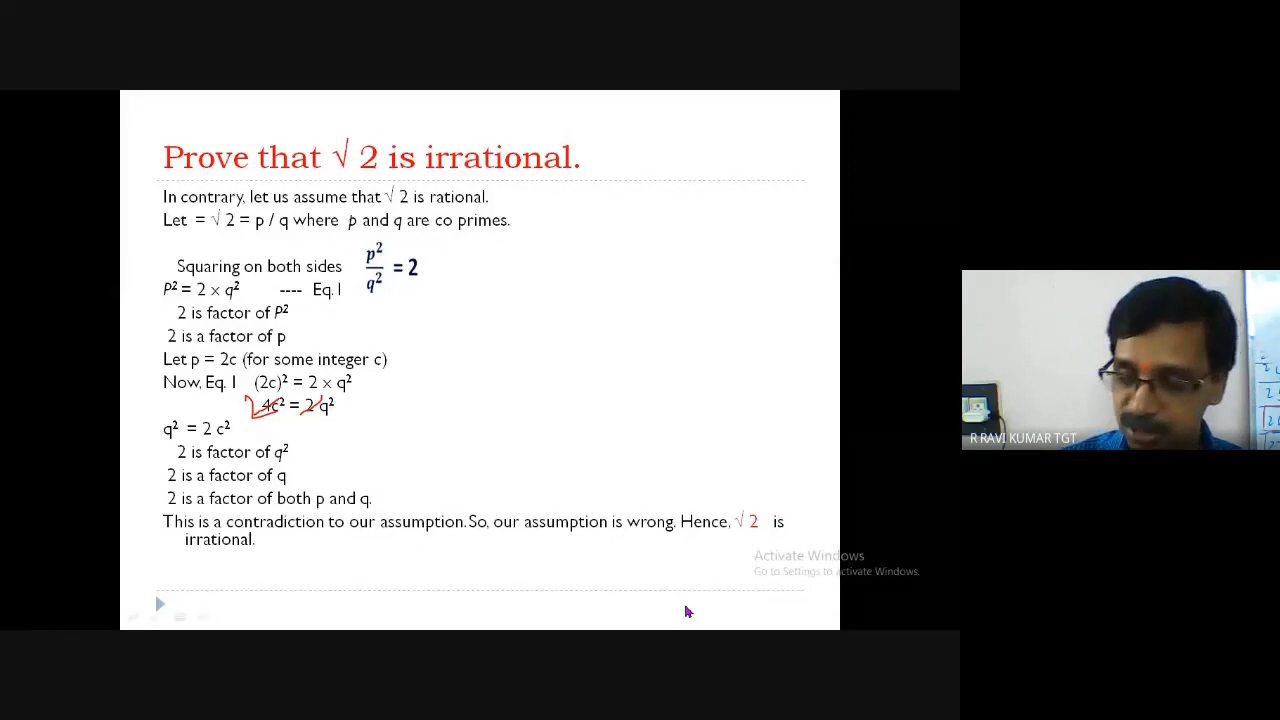 Prove that √ 2 is irrational.
In contrary, let us assume that √ 2 is rational.
Let = √ 2 = p / q where p and q are co primes.
Squaring on both sides p²/q² = 2
P² = 2 x q² ---- Eq.1
2 is factor of P²
2 is a factor of p
Let p = 2c (for some integer c)
Now, Eq. 1 (2c)² = 2 x q²
2 4c² = 2 q²
q² = 2 c²
2 is factor of q²
2 is a factor of q
2 is a factor of both p and q.
This is a contradiction to our assumption. So, our assumption is wrong. Hence, √ 2 is
irrational.
Activate Windows
Go to Settings to activate Windows.
R RAVI KUMAR TGT